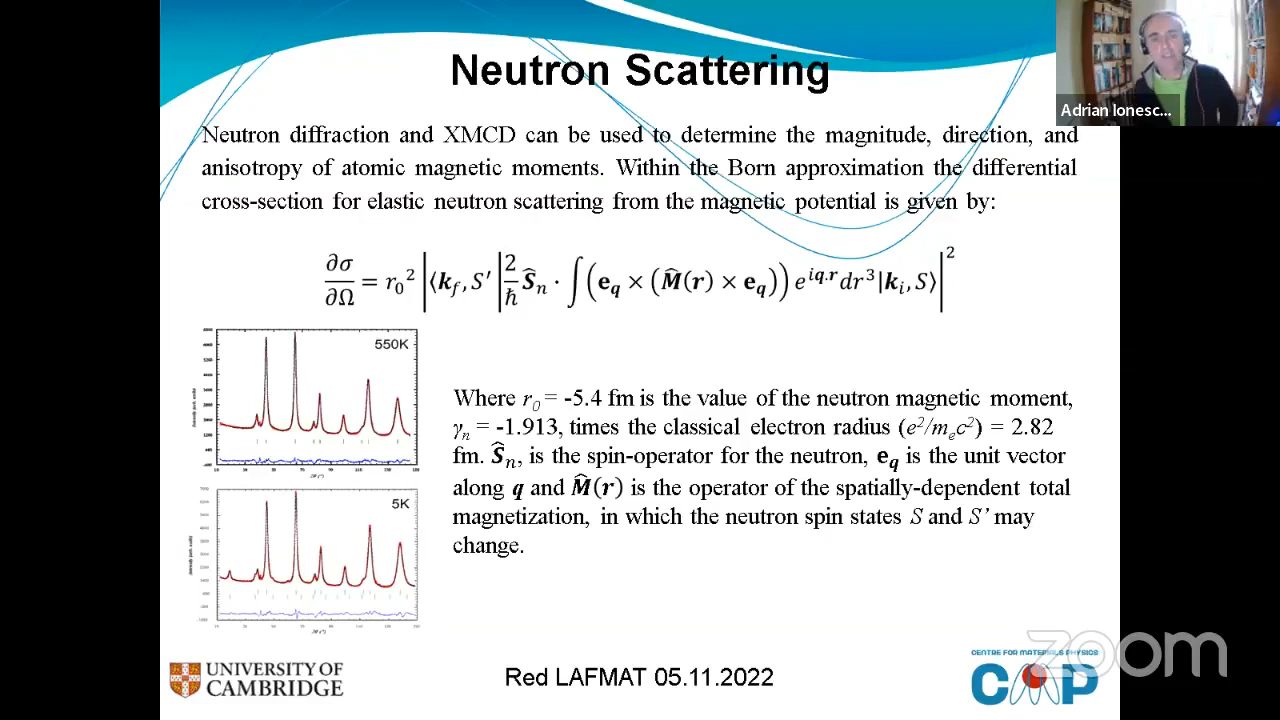 Neutron Scattering
Adrian Ionesc...
Neutron diffraction and XMCD can be used to determine the magnitude, direction, and
anisotropy of atomic magnetic moments. Within the Born approximation the differential
cross-section for elastic neutron scattering from the magnetic potential is given by:
∂σ/∂Ω = r₀² |⟨𝒌_f, S′ |2/ħ Ŝ_n · ∫(e_q × (M̂(r) × e_q)) e^{iq.r} dr³|k_i, S⟩|²
550K
5K
Where r₀ = -5.4 fm is the value of the neutron magnetic moment,
γₙ = -1.913, times the classical electron radius (e²/mₑc²) = 2.82
fm. Ŝₙ, is the spin-operator for the neutron, e_q is the unit vector
along q and M̂(r) is the operator of the spatially-dependent total
magnetization, in which the neutron spin states S and S’ may
change.
UNIVERSITY OF
CAMBRIDGE
Red LAFMAT 05.11.2022
CENTRE FOR MATERIALS PHYSICS
CMP
zoom